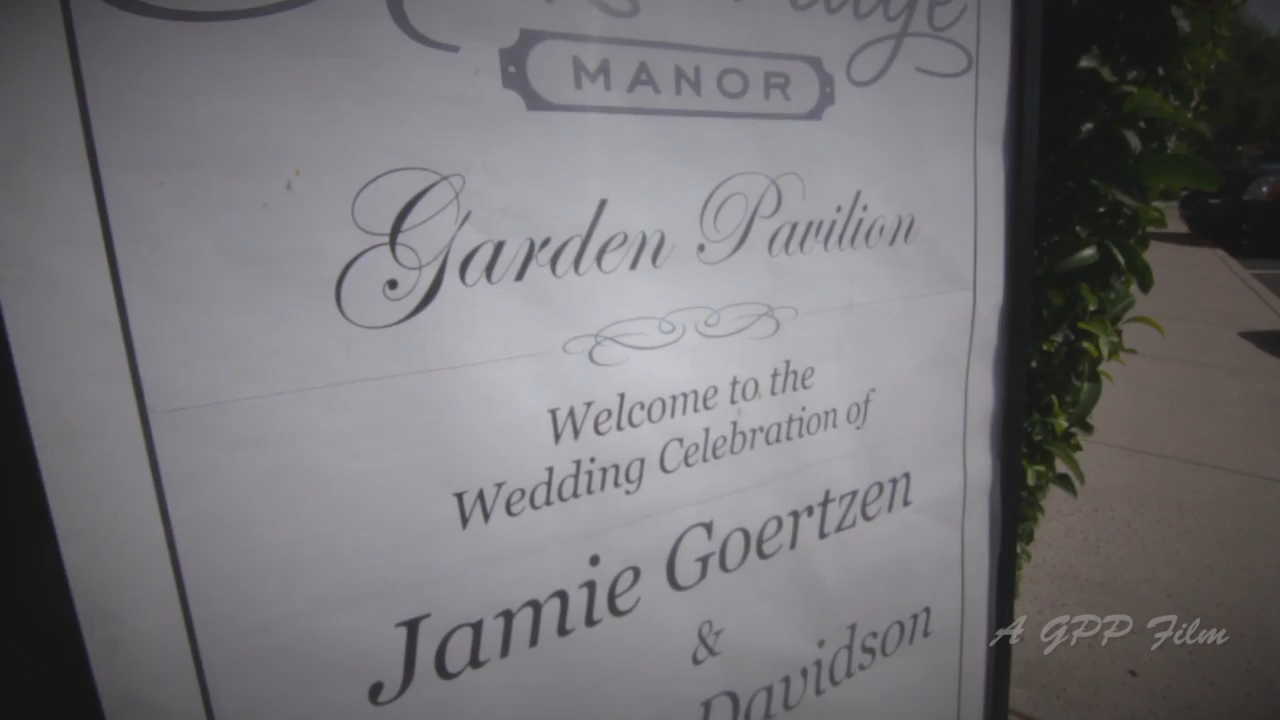 MANOR
Garden Pavilion
Welcome to the
Wedding Celebration of
Jamie Goertzen
&
Davidson
A GPP Film